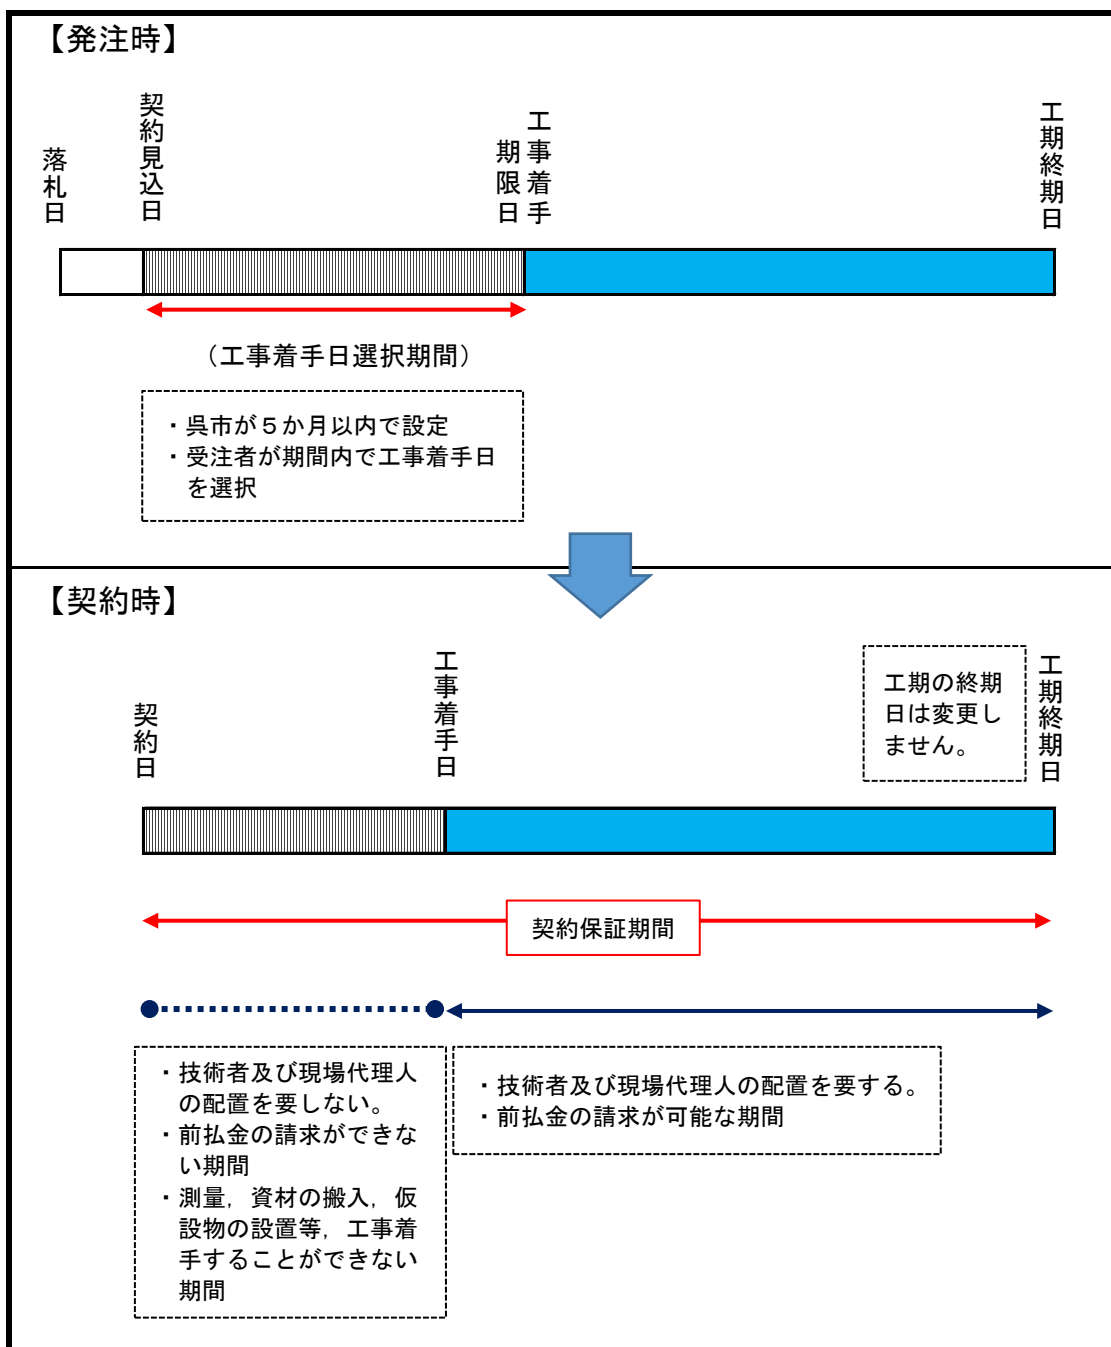 【発注時】
落札日
契約見込日
工事着手
期限日
工期終期日
（工事着手日選択期間）
・呉市が５か月以内で設定
・受注者が期間内で工事着手日
を選択
【契約時】
契約日
工事着手日
工期の終期
日は変更し
ません。
工期終期日
契約保証期間
・技術者及び現場代理人
の配置を要しない。
・前払金の請求ができな
い期間
・測量，資材の搬入，仮
設物の設置等，工事着
手することができない
期間
・技術者及び現場代理人の配置を要する。
・前払金の請求が可能な期間